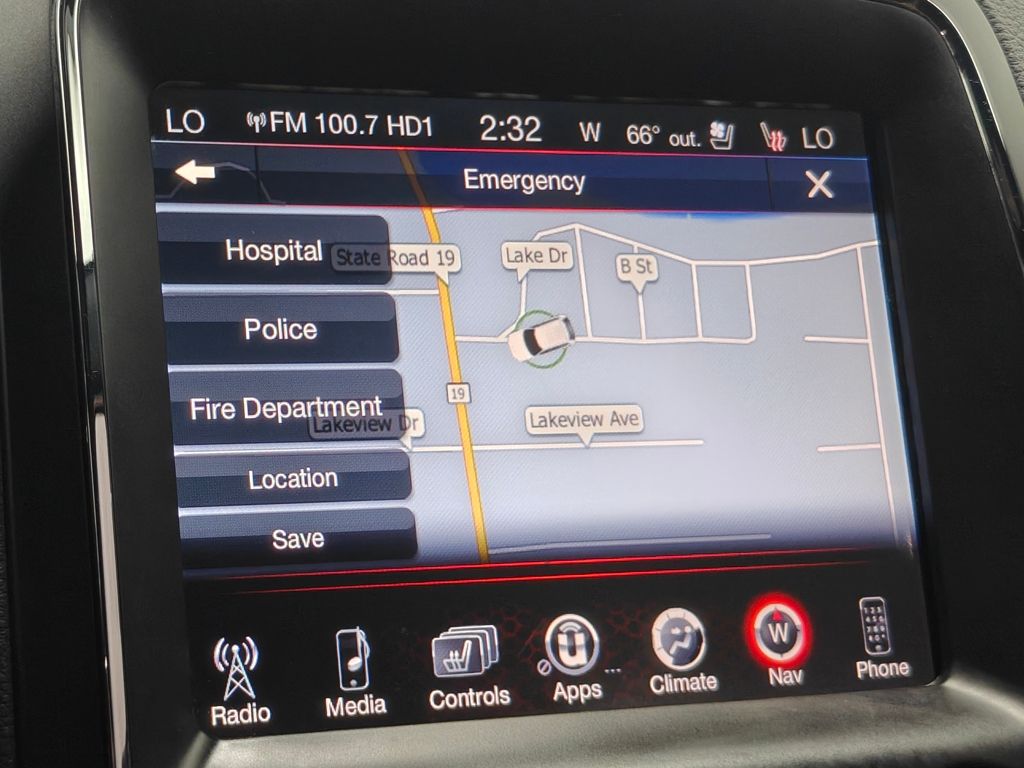 LO FM 100.7 HD1 2:32 W 66° out. LO
Emergency X
Hospital
State Road 19
Lake Dr
B St
Police
19
Fire Department
Lakeview Dr
Lakeview Ave
Location
Save
W
Radio Media Controls Apps ... Climate Nav Phone